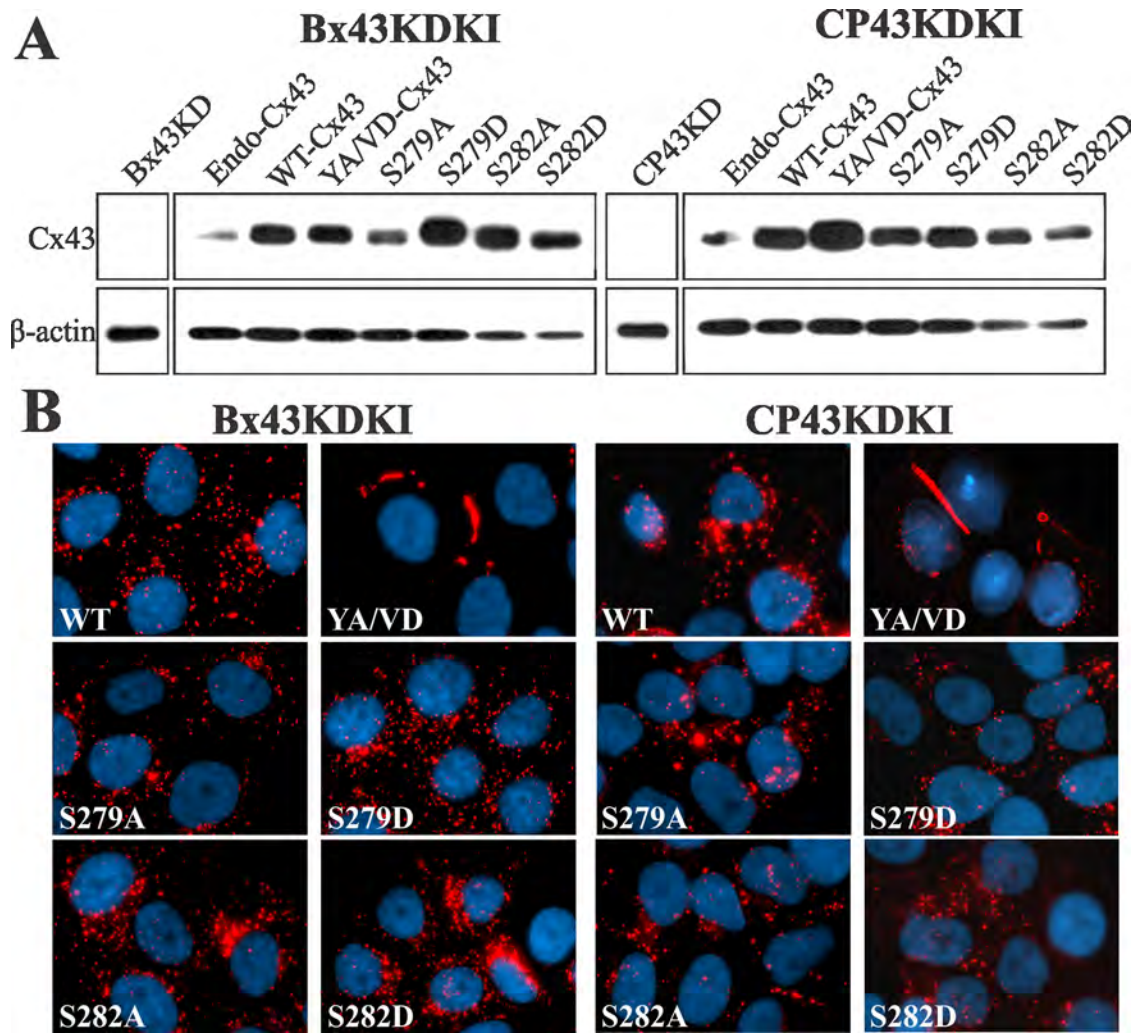 A
Bx43KDKI
CP43KDKI
Bx43KD
Endo-Cx43
WT-Cx43
YA/VD-Cx43
S279A
S279D
S282A
S282D
CP43KD
Endo-Cx43
WT-Cx43
YA/VD-Cx43
S279A
S279D
S282A
S282D
Cx43
β-actin
B
Bx43KDKI
CP43KDKI
WT
YA/VD
WT
YA/VD
S279A
S279D
S279A
S279D
S282A
S282D
S282A
S282D